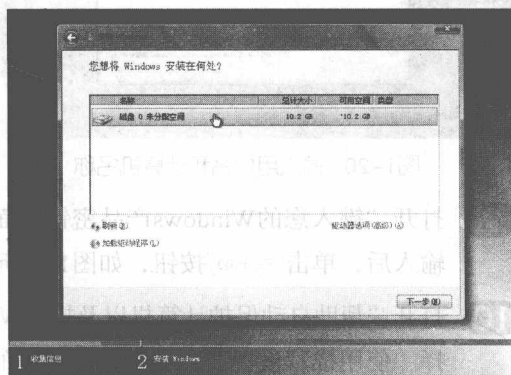 您想将 Windows 安装在何处?
名称 总计大小 可用空间 类型
磁盘 0 未分配空间 10.2 GB 10.2 GB
刷新(R) 驱动器选项(高级)(A)
加载驱动程序(L)
下一步(N)
1 收集信息 2 安装 Windows